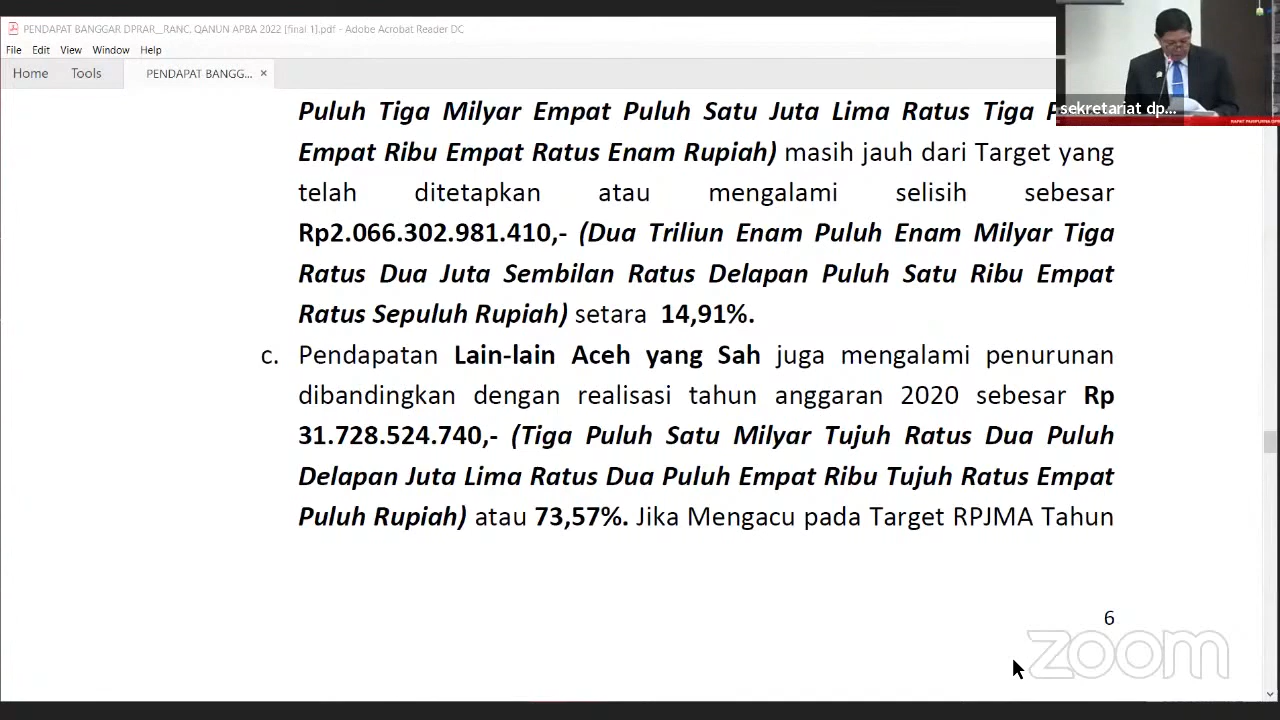 PENDAPAT BANGGAR DPRAR__RANC, QANUN APBA 2022 [final 1].pdf - Adobe Acrobat Reader DC
File Edit View Window Help
Home Tools PENDAPAT BANGG... ×
sekretariat dp...
Puluh Tiga Milyar Empat Puluh Satu Juta Lima Ratus Tiga
Empat Ribu Empat Ratus Enam Rupiah) masih jauh dari Target yang
telah ditetapkan atau mengalami selisih sebesar
Rp2.066.302.981.410,- (Dua Triliun Enam Puluh Enam Milyar Tiga
Ratus Dua Juta Sembilan Ratus Delapan Puluh Satu Ribu Empat
Ratus Sepuluh Rupiah) setara 14,91%.
c. Pendapatan Lain-lain Aceh yang Sah juga mengalami penurunan
dibandingkan dengan realisasi tahun anggaran 2020 sebesar Rp
31.728.524.740,- (Tiga Puluh Satu Milyar Tujuh Ratus Dua Puluh
Delapan Juta Lima Ratus Dua Puluh Empat Ribu Tujuh Ratus Empat
Puluh Rupiah) atau 73,57%. Jika Mengacu pada Target RPJMA Tahun
6
zoom